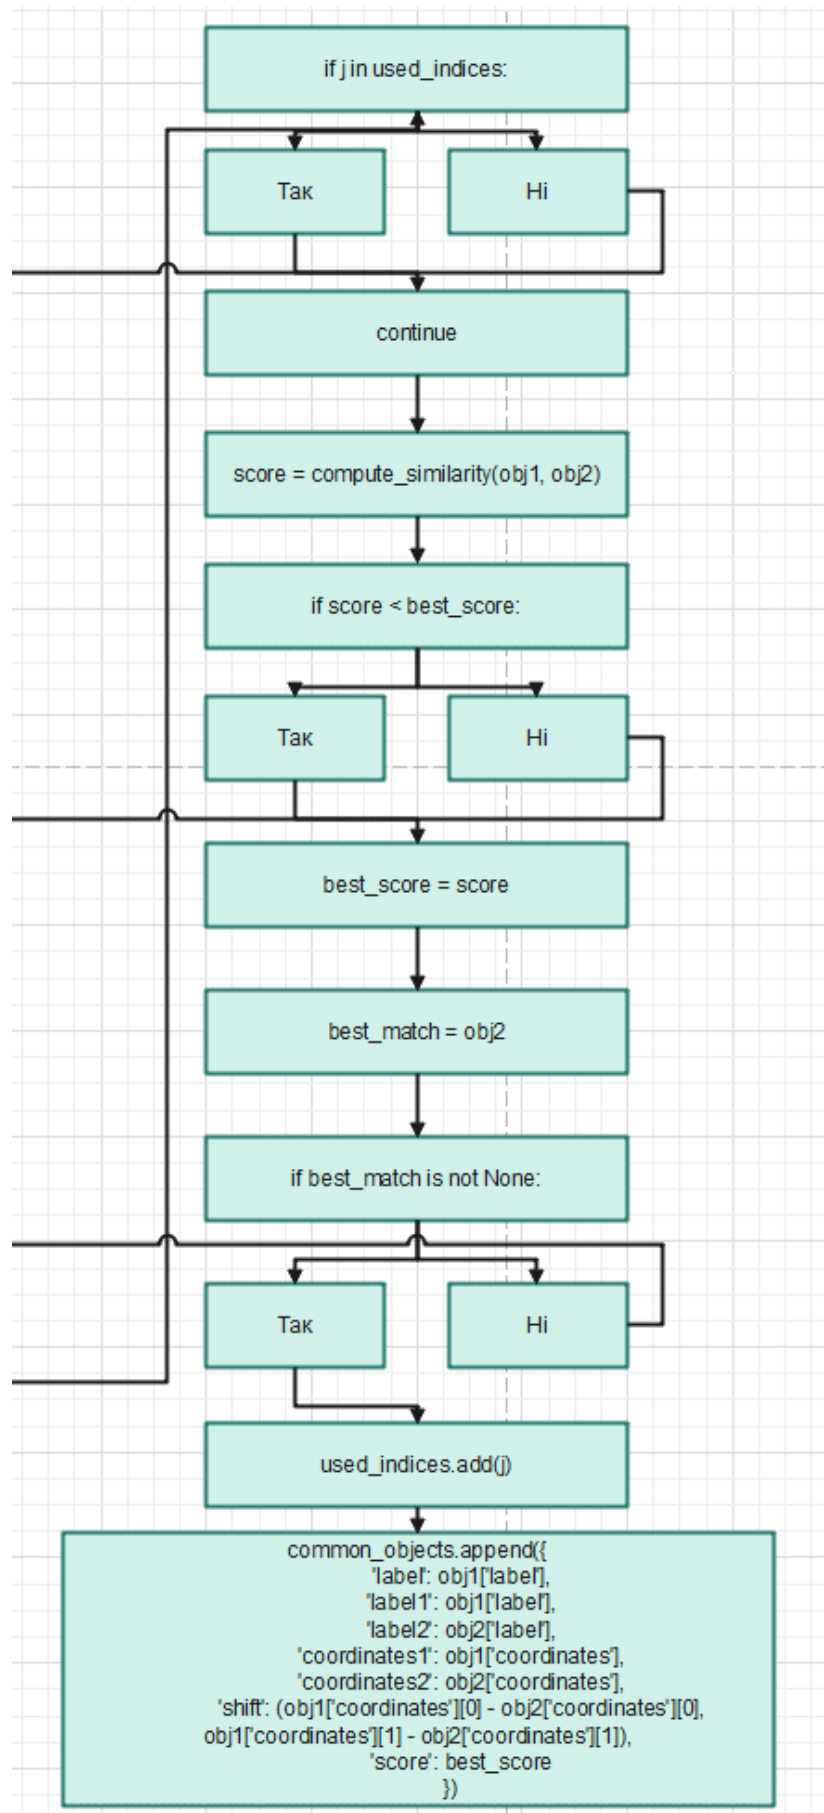 if j in used_indices:
Так
Ні
continue
score = compute_similarity(obj1, obj2)
if score < best_score:
Так
Ні
best_score = score
best_match = obj2
if best_match is not None:
Так
Ні
used_indices.add(j)
common_objects.append({
'label': obj1['label'],
'label1': obj1['label'],
'label2': obj2['label'],
'coordinates1': obj1['coordinates'],
'coordinates2': obj2['coordinates'],
'shift': (obj1['coordinates'][0] - obj2['coordinates'][0],
obj1['coordinates'][1] - obj2['coordinates'][1]),
'score': best_score
})